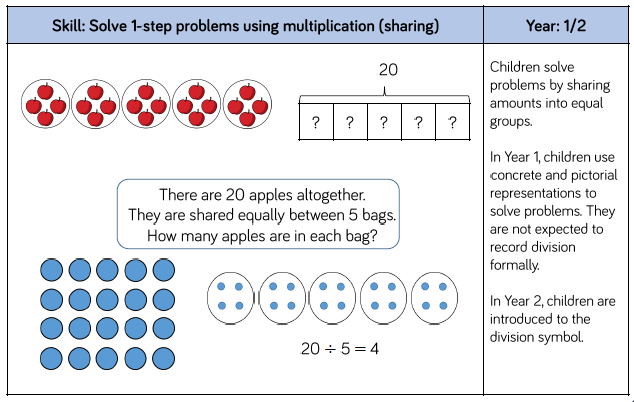 Skill: Solve 1-step problems using multiplication (sharing)
Year: 1/2
20
? ? ? ? ?
There are 20 apples altogether.
They are shared equally between 5 bags.
How many apples are in each bag?
20 ÷ 5 = 4
Children solve
problems by sharing
amounts into equal
groups.
In Year 1, children use
concrete and pictorial
representations to
solve problems. They
are not expected to
record division
formally.
In Year 2, children are
introduced to the
division symbol.